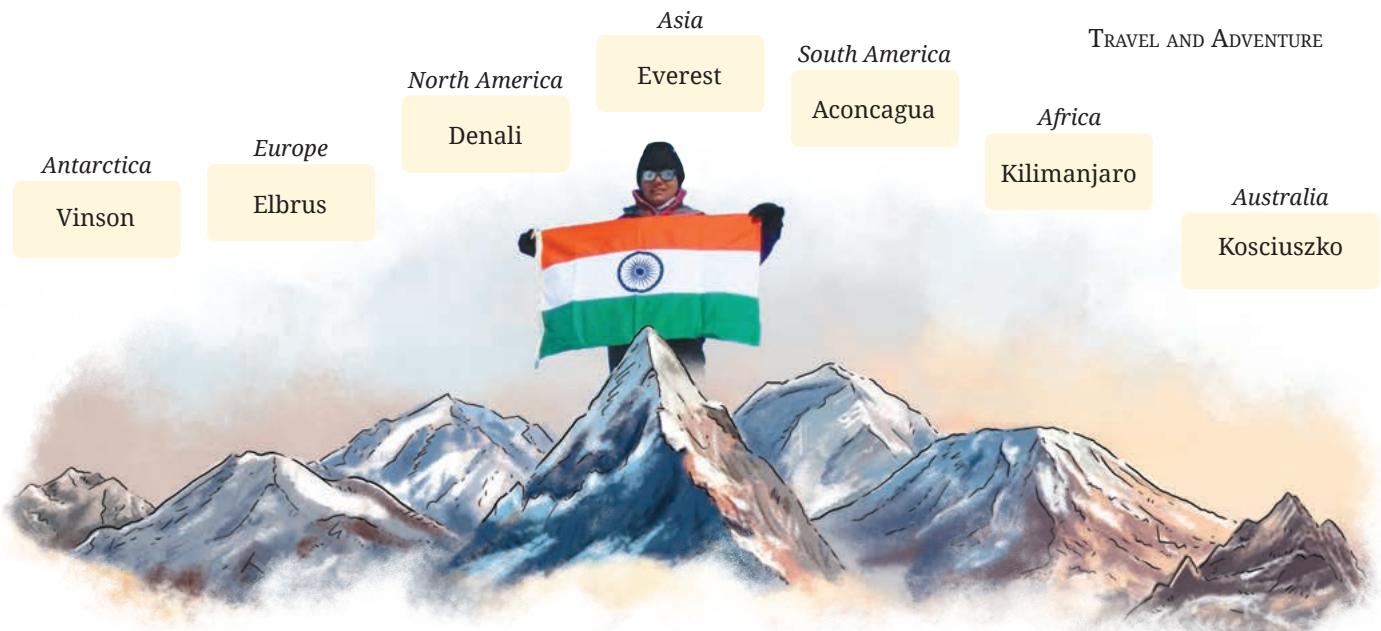 TRAVEL AND ADVENTURE
Antarctica
Vinson
Europe
Elbrus
North America
Denali
Asia
Everest
South America
Aconcagua
Africa
Kilimanjaro
Australia
Kosciuszko